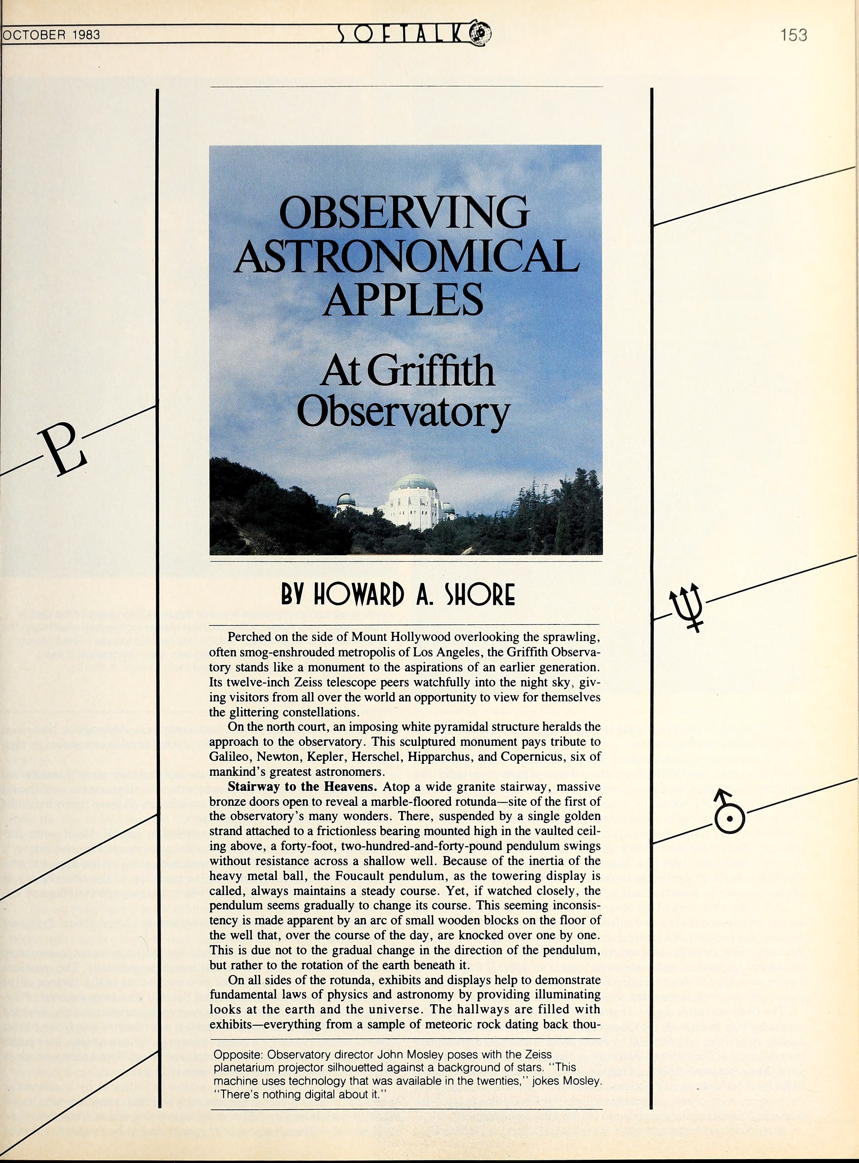 OCTOBER 1983
SOFTALK
153
OBSERVING
ASTRONOMICAL
APPLES
At Griffith
Observatory
BY HOWARD A. SHORE
Perched on the side of Mount Hollywood overlooking the sprawling,
often smog-enshrouded metropolis of Los Angeles, the Griffith Observa-
tory stands like a monument to the aspirations of an earlier generation.
Its twelve-inch Zeiss telescope peers watchfully into the night sky, giv-
ing visitors from all over the world an opportunity to view for themselves
the glittering constellations.
On the north court, an imposing white pyramidal structure heralds the
approach to the observatory. This sculptured monument pays tribute to
Galileo, Newton, Kepler, Herschel, Hipparchus, and Copernicus, six of
mankind's greatest astronomers.
Stairway to the Heavens. Atop a wide granite stairway, massive
bronze doors open to reveal a marble-floored rotunda—site of the first of
the observatory's many wonders. There, suspended by a single golden
strand attached to a frictionless bearing mounted high in the vaulted ceil-
ing above, a forty-foot, two-hundred-and-forty-pound pendulum swings
without resistance across a shallow well. Because of the inertia of the
heavy metal ball, the Foucault pendulum, as the towering display is
called, always maintains a steady course. Yet, if watched closely, the
pendulum seems gradually to change its course. This seeming inconsis-
tency is made apparent by an arc of small wooden blocks on the floor of
the well that, over the course of the day, are knocked over one by one.
This is due not to the gradual change in the direction of the pendulum,
but rather to the rotation of the earth beneath it.
On all sides of the rotunda, exhibits and displays help to demonstrate
fundamental laws of physics and astronomy by providing illuminating
looks at the earth and the universe. The hallways are filled with
exhibits—everything from a sample of meteoric rock dating back thou-
Opposite: Observatory director John Mosley poses with the Zeiss
planetarium projector silhouetted against a background of stars. "This
machine uses technology that was available in the twenties," jokes Mosley.
"There's nothing digital about it."